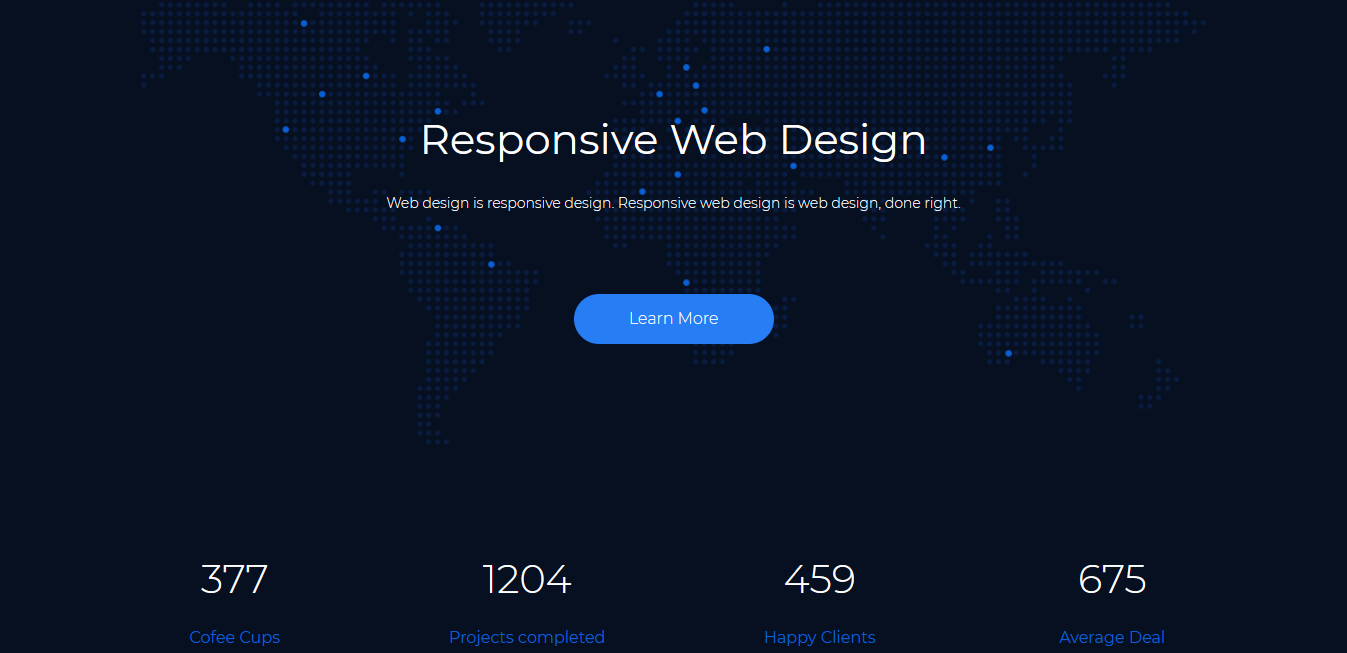 Responsive Web Design
Web design is responsive design. Responsive web design is web design, done right.
Learn More
377
1204
459
675
Cofee Cups
Projects completed
Happy Clients
Average Deal